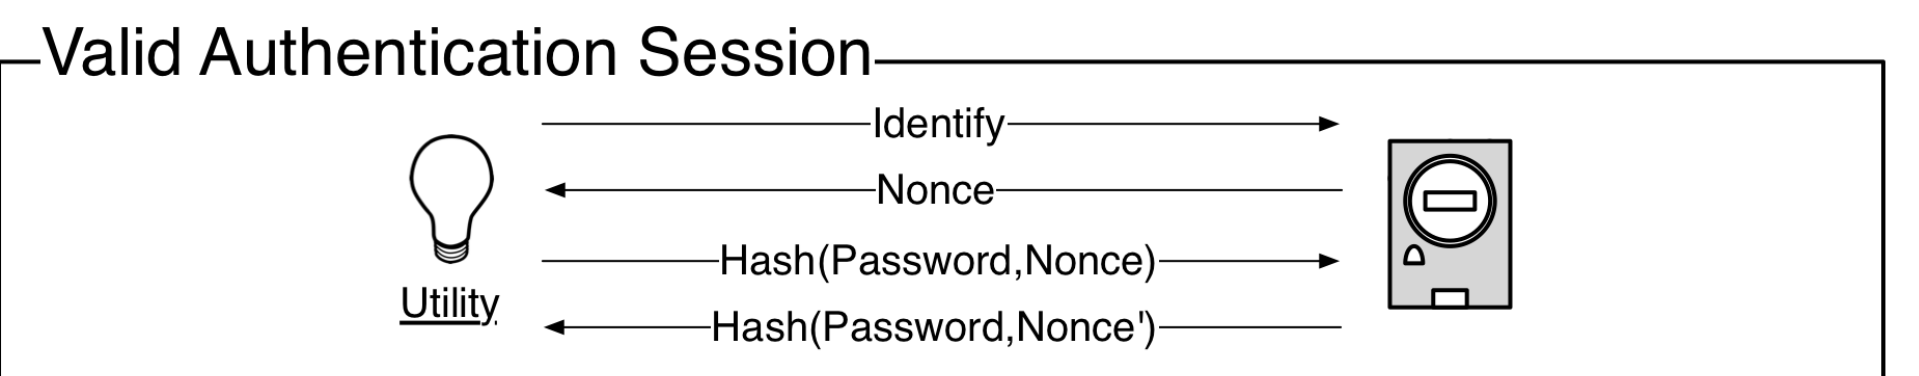 Valid Authentication Session
Identify
Nonce
Hash(Password,Nonce)
Utility
Hash(Password,Nonce')